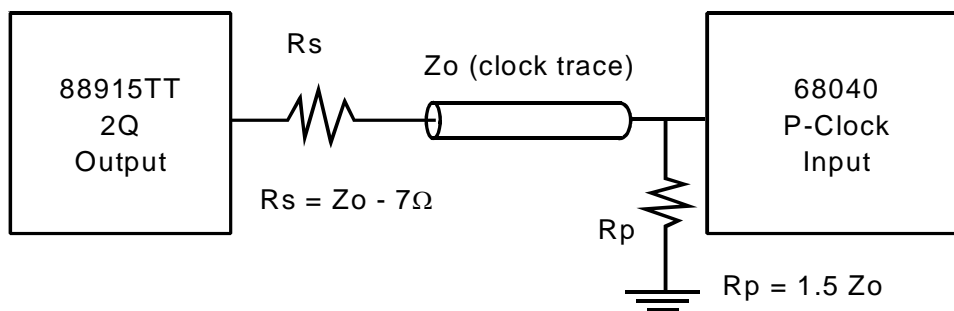 88915TT
2Q
Output
Rs
Rs = Zo - 7Ω
Zo (clock trace)
Rp
Rp = 1.5 Zo
68040
P-Clock
Input